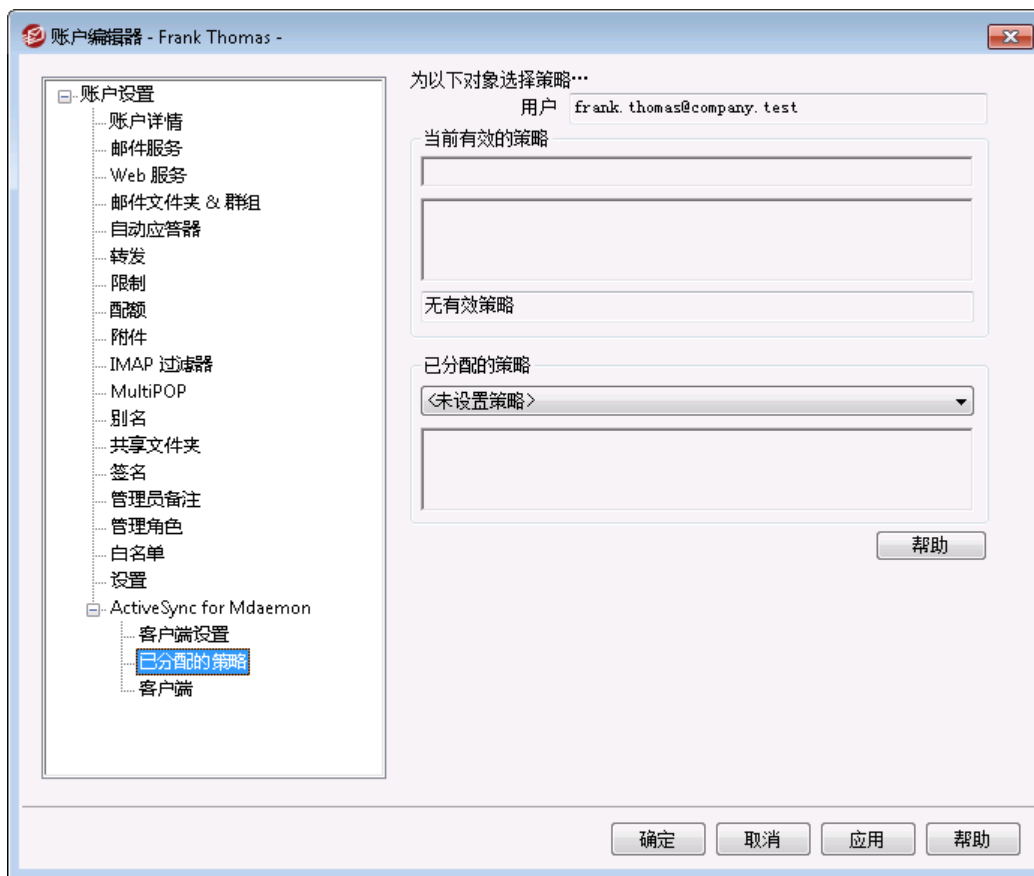 账户编辑器 - Frank Thomas -
账户设置
账户详情
邮件服务
Web 服务
邮件文件夹 & 群组
自动应答器
转发
限制
配额
附件
IMAP 过滤器
MultiPOP
别名
共享文件夹
签名
管理员备注
管理角色
白名单
设置
ActiveSync for Mdaemon
客户端设置
已分配的策略
客户端
为以下对象选择策略…
用户 frank.thomas@company.test
当前有效的策略
无有效策略
已分配的策略
<未设置策略>
帮助
确定 取消 应用 帮助